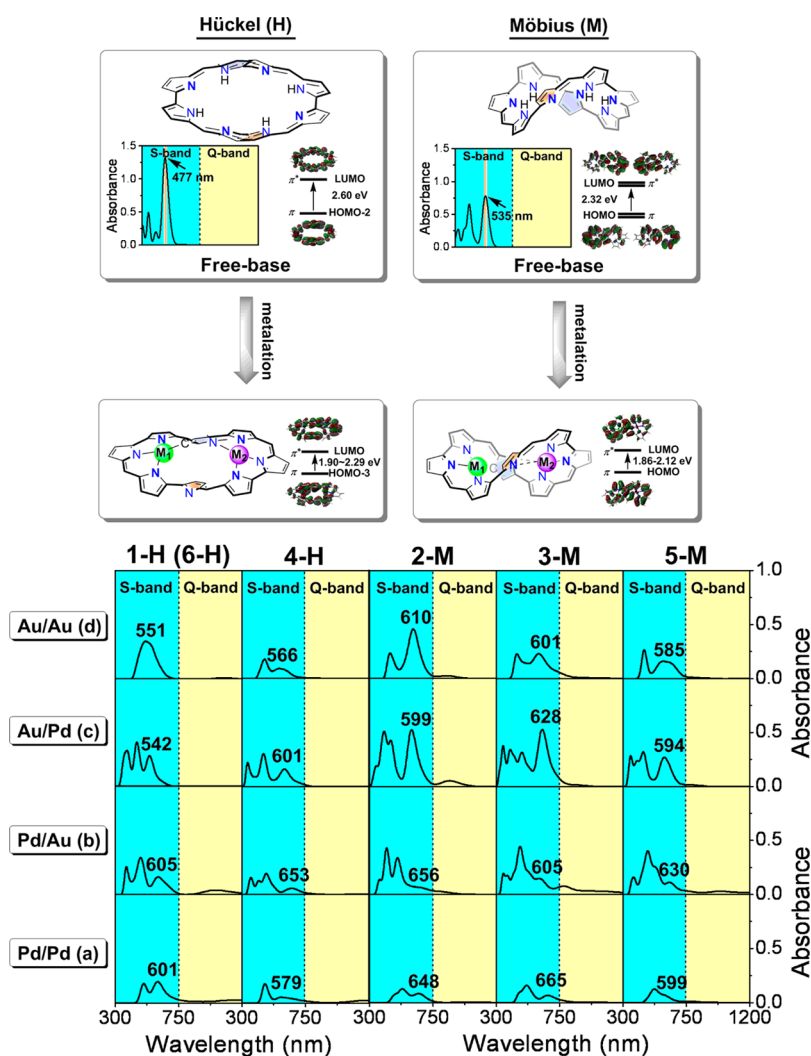 Hückel (H)
Möbius (M)
N H N N NH NH N N H
N H H N N H N H N N
1.5
1.0
0.5
0.0
Absorbance
S-band Q-band
477 nm
π* LUMO
2.60 eV
π HOMO-2
Free-base
1.5
1.0
0.5
0.0
Absorbance
S-band Q-band
535 nm
LUMO π*
2.32 eV
HOMO π
Free-base
metalation
metalation
M1 C N N N N N M2 N
π* LUMO
1.90~2.29 eV
π HOMO-3
M1 C N N N N M2 N
π* LUMO
1.86-2.12 eV
π HOMO
1-H (6-H) 4-H 2-M 3-M 5-M
S-band Q-band S-band Q-band S-band Q-band S-band Q-band S-band Q-band
Au/Au (d)
551 566 610 601 585
Au/Pd (c)
542 601 599 628 594
Pd/Au (b)
605 653 656 605 630
Pd/Pd (a)
601 579 648 665 599
1.0
0.5
0.0
0.5
0.0
0.5
0.0
0.5
0.0
Absorbance
Absorbance
300 750 300 750 300 750 300 750 300 750 1200
Wavelength (nm) Wavelength (nm) Wavelength (nm)